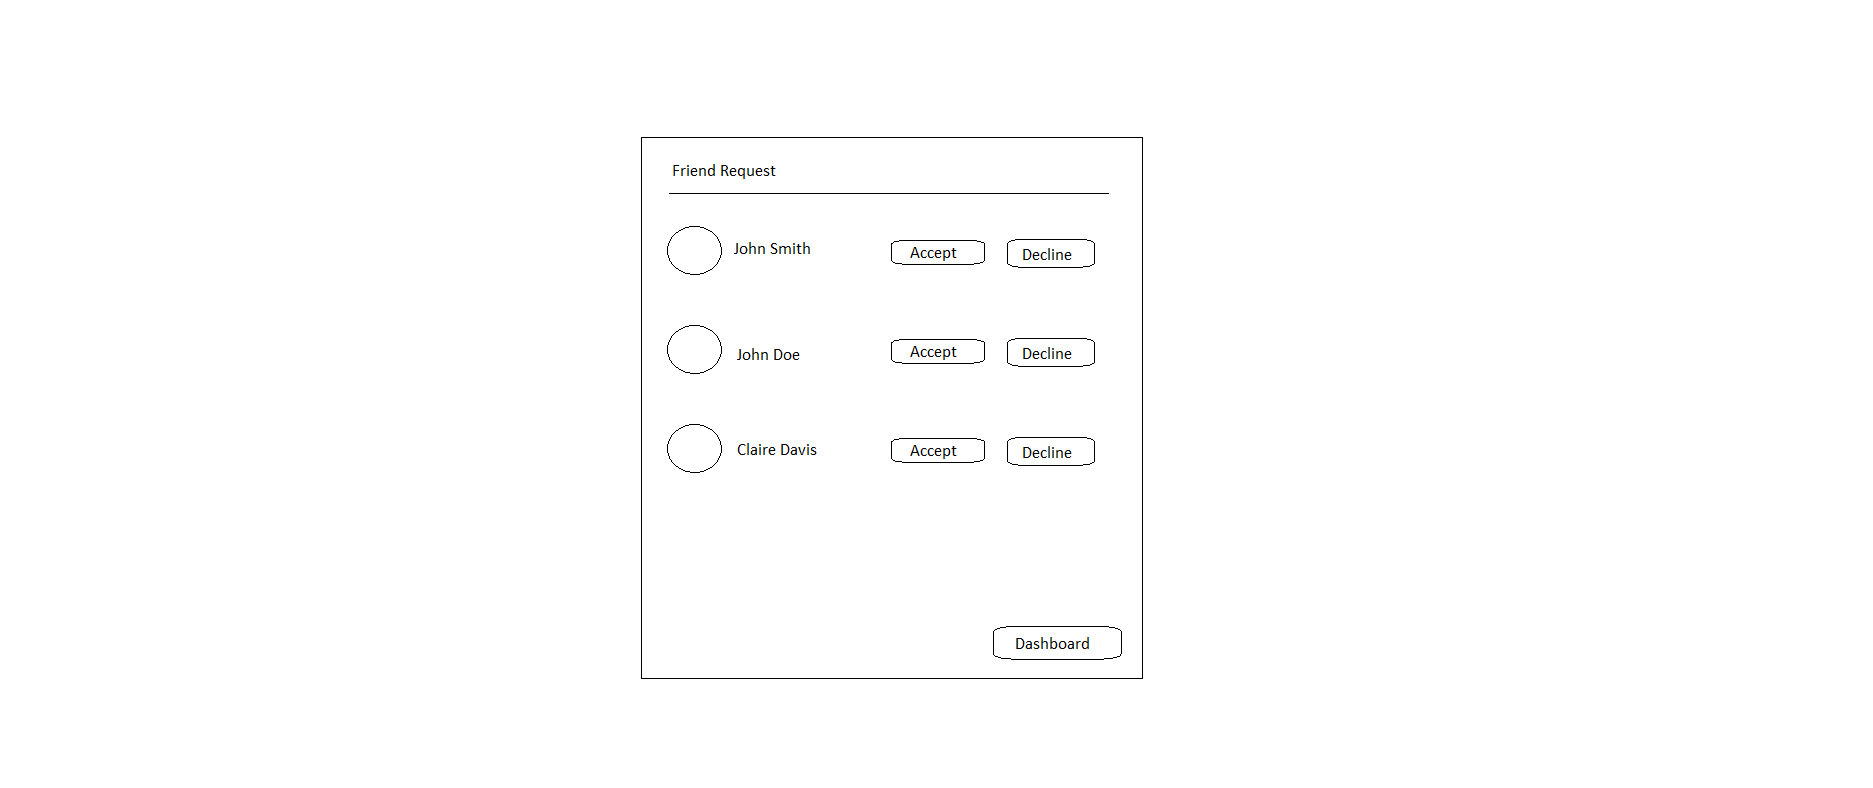 Friend Request
John Smith Accept Decline
John Doe Accept Decline
Claire Davis Accept Decline
Dashboard